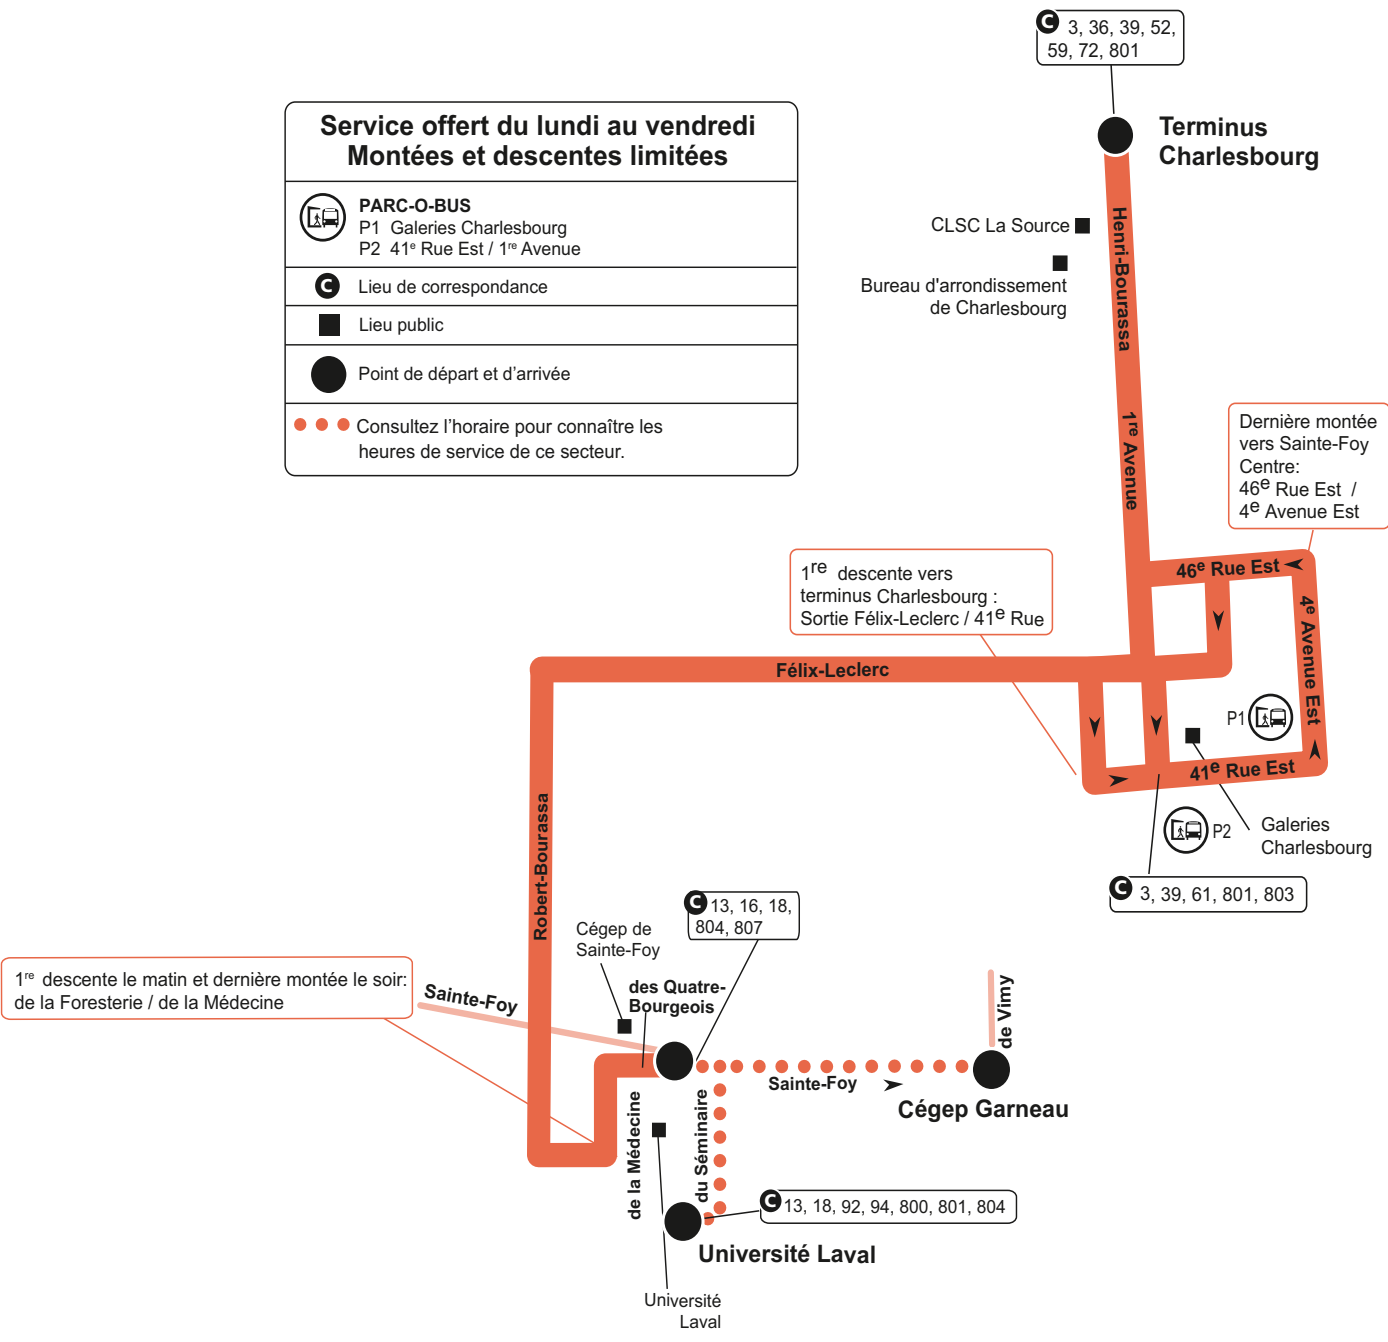 C 3, 36, 39, 52,
59, 72, 801
Terminus
Charlesbourg
Service offert du lundi au vendredi
Montées et descentes limitées
PARC-O-BUS
P1 Galeries Charlesbourg
P2 41e Rue Est / 1re Avenue
C Lieu de correspondance
Lieu public
Point de départ et d’arrivée
Consultez l’horaire pour connaître les
heures de service de ce secteur.
CLSC La Source
Bureau d'arrondissement
de Charlesbourg
Henri-Bourassa
1re Avenue
Dernière montée
vers Sainte-Foy
Centre:
46e Rue Est /
4e Avenue Est
1re descente vers
terminus Charlesbourg :
Sortie Félix-Leclerc / 41e Rue
46e Rue Est
4e Avenue Est
Félix-Leclerc
P1
41e Rue Est
P2
Galeries
Charlesbourg
C 3, 39, 61, 801, 803
Robert-Bourassa
C 13, 16, 18,
804, 807
Cégep de
Sainte-Foy
1re descente le matin et dernière montée le soir:
de la Foresterie / de la Médecine
Sainte-Foy
des Quatre-
Bourgeois
de Vimy
Sainte-Foy
Cégep Garneau
de la Médecine
du Séminaire
C 13, 18, 92, 94, 800, 801, 804
Université Laval
Université
Laval